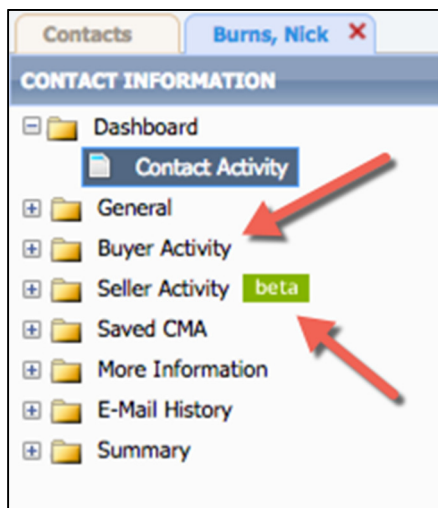 Contacts Burns, Nick
CONTACT INFORMATION
Dashboard
Contact Activity
General
Buyer Activity
Seller Activity beta
Saved CMA
More Information
E-Mail History
Summary